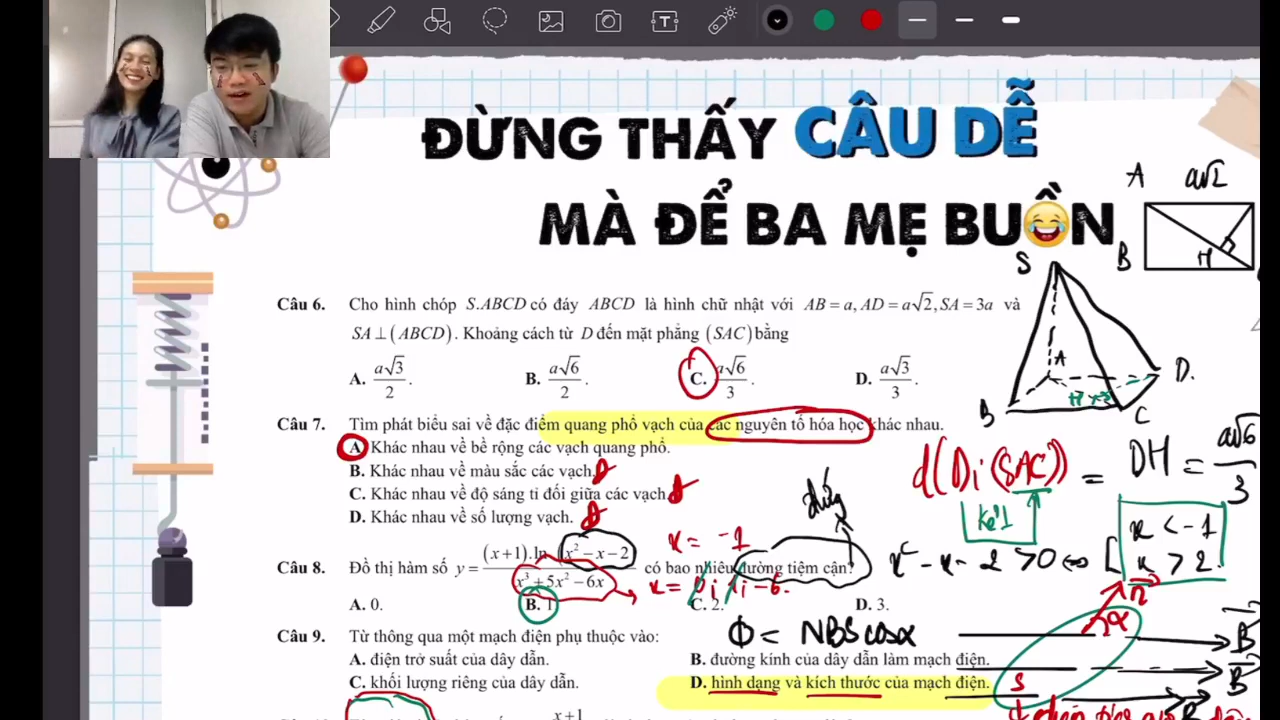 ĐỪNG THẤY CÂU DỄ
MÀ ĐỂ BA MẸ BUỒN
A a√2
B H
S
A
D.
B H C
Câu 6. Cho hình chóp S.ABCD có đáy ABCD là hình chữ nhật với AB = a, AD = a√2, SA = 3a và
SA ⊥ (ABCD). Khoảng cách từ D đến mặt phẳng (SAC) bằng
A. a√3/2. B. a√6/2. C. a√6/3. D. a√3/3.
Câu 7. Tìm phát biểu sai về đặc điểm quang phổ vạch của các nguyên tố hóa học khác nhau.
A. Khác nhau về bề rộng các vạch quang phổ.
B. Khác nhau về màu sắc các vạch.
C. Khác nhau về độ sáng tỉ đối giữa các vạch.
D. Khác nhau về số lượng vạch.
d(D; (SAC)) = DH = a√6/3
kẻ ⊥
đứng
x = -1
x² - x - 2 > 0 ⇔ [ x < -1
x > 2.
Câu 8. Đồ thị hàm số y = (x+1).ln(x² − x − 2)/(x³ + 5x² − 6x) có bao nhiêu đường tiệm cận?
x = 0; 1; -6.
A. 0. B. 1 C. 2. D. 3.
n α
Câu 9. Từ thông qua một mạch điện phụ thuộc vào:
Φ = NBS cosα
B
A. điện trở suất của dây dẫn. B. đường kính của dây dẫn làm mạch điện.
B
C. khối lượng riêng của dây dẫn. D. hình dạng và kích thước của mạch điện.
S
B
x+1